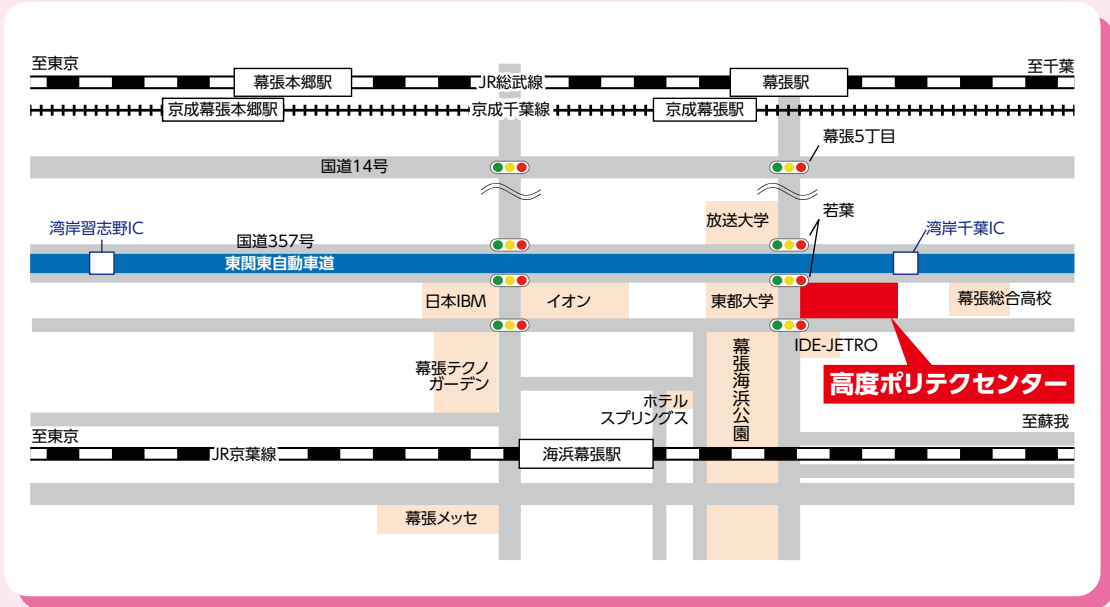 至東京
至千葉
幕張本郷駅
JR総武線
幕張駅
京成幕張本郷駅
京成千葉線
京成幕張駅
幕張5丁目
国道14号
放送大学
若葉
湾岸習志野IC
国道357号
湾岸千葉IC
東関東自動車道
日本IBM
イオン
東都大学
幕張総合高校
幕張テクノ
ガーデン
幕張海浜公園
IDE-JETRO
高度ポリテクセンター
ホテル
スプリングス
至東京
至蘇我
JR京葉線
海浜幕張駅
幕張メッセ